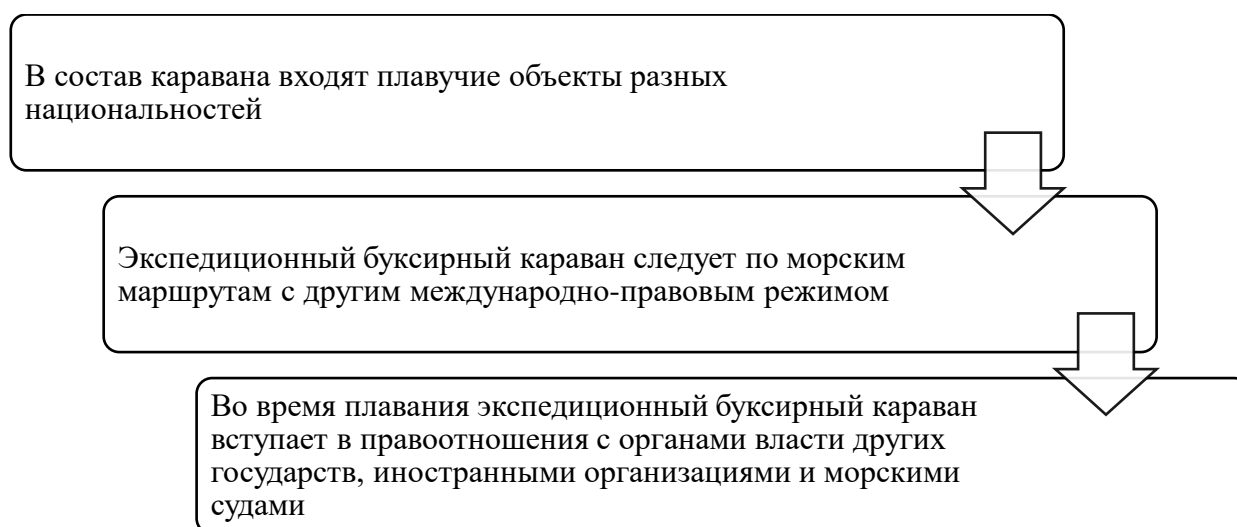 В состав каравана входят плавучие объекты разных
национальностей
Экспедиционный буксирный караван следует по морским
маршрутам с другим международно-правовым режимом
Во время плавания экспедиционный буксирный караван
вступает в правоотношения с органами власти других
государств, иностранными организациями и морскими
судами